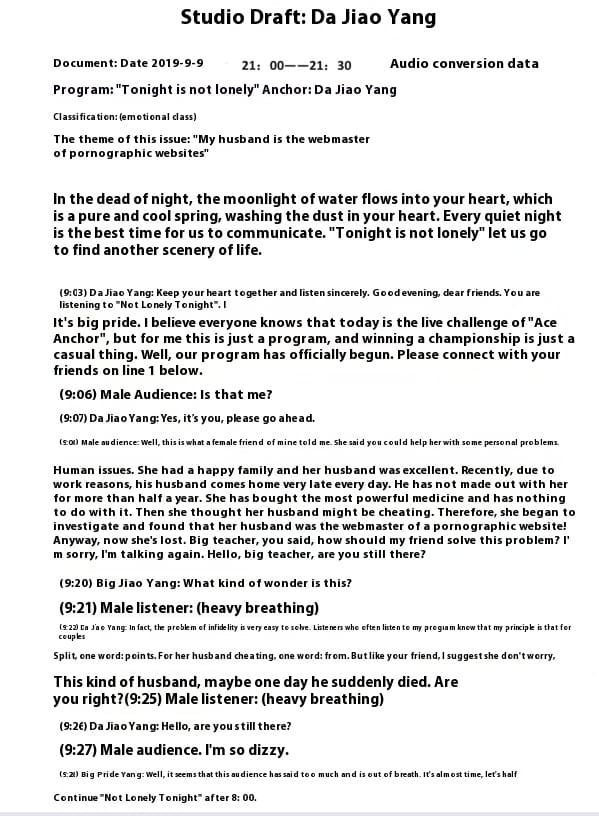 Studio Draft: Da Jiao Yang
Document: Date 2019-9-9 21: 00——21: 30 Audio conversion data
Program: "Tonight is not lonely" Anchor: Da Jiao Yang
Classification: (emotional class)
The theme of this issue: "My husband is the webmaster
of pornographic websites"
In the dead of night, the moonlight of water flows into your heart, which
is a pure and cool spring, washing the dust in your heart. Every quiet night
is the best time for us to communicate. "Tonight is not lonely" let us go
to find another scenery of life.
(9:03) Da Jiao Yang: Keep your heart together and listen sincerely. Good evening, dear friends. You are
listening to "Not Lonely Tonight". I
It's big pride. I believe everyone knows that today is the live challenge of "Ace
Anchor", but for me this is just a program, and winning a championship is just a
casual thing. Well, our program has officially begun. Please connect with your
friends on line 1 below.
(9:06) Male Audience: Is that me?
(9:07) Da Jiao Yang: Yes, it's you, please go ahead.
Male audience: Well, this is what a female friend of mine told me. She said you could help her with some personal problems.
Human issues. She had a happy family and her husband was excellent. Recently, due to
work reasons, his husband comes home very late every day. He has not made out with her
for more than half a year. She has bought the most powerful medicine and has nothing
to do with it. Then she thought her husband might be cheating. Therefore, she began to
investigate and found that her husband was the webmaster of a pornographic website!
Anyway, now she's lost. Big teacher, you said, how should my friend solve this problem? I'
m sorry, I'm talking again. Hello, big teacher, are you still there?
(9:20) Big Jiao Yang: What kind of wonder is this?
(9:21) Male listener: (heavy breathing)
(9:22) Da Jao Yang: In fact, the problem of infidelity is very easy to solve. Listeners who often listen to my program know that my principle is that for
couples
Split, one word: points. For her husband cheating, one word: from. But like your friend, I suggest she don't worry,
This kind of husband, maybe one day he suddenly died. Are
you right?(9:25) Male listener: (heavy breathing)
(9:26) Da Jiao Yang: Hello, are you still there?
(9:27) Male audience. I'm so dizzy.
Big Pride Yang: Well, it seems that this audience has said too much and is out of breath. It's almost time, let's half
Continue "Not Lonely Tonight" after 8: 00.